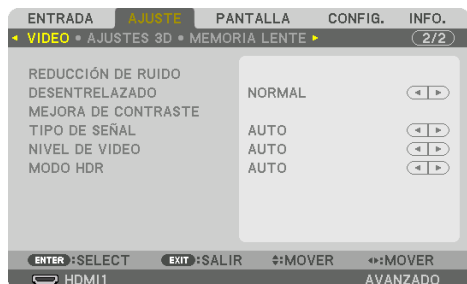 ENTRADA AJUSTE PANTALLA CONFIG. INFO.
VIDEO • AJUSTES 3D • MEMORIA LENTE 2/2
REDUCCIÓN DE RUIDO
DESENTRELAZADO NORMAL
MEJORA DE CONTRASTE
TIPO DE SEÑAL AUTO
NIVEL DE VIDEO AUTO
MODO HDR AUTO
ENTER :SELECT EXIT :SALIR :MOVER :MOVER
HDMI1 AVANZADO